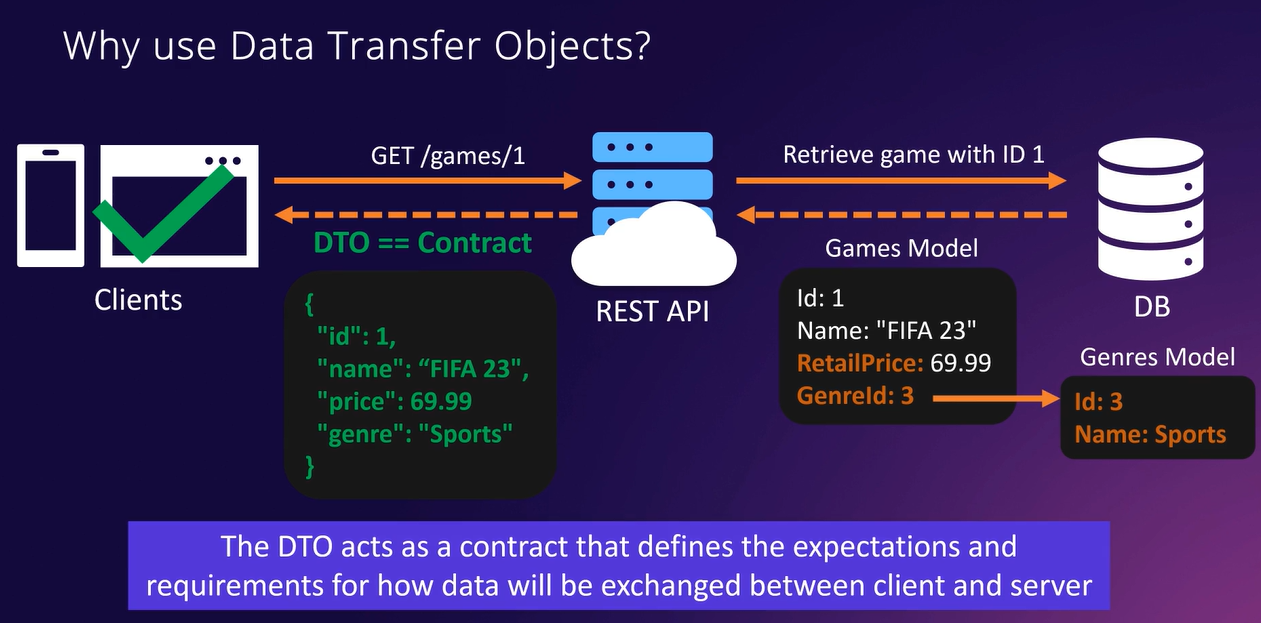 Why use Data Transfer Objects?
GET /games/1
Retrieve game with ID 1
DTO == Contract
Games Model
Clients
REST API
DB
{
"id": 1,
"name": “FIFA 23",
"price": 69.99
"genre": "Sports"
}
Id: 1
Name: "FIFA 23"
RetailPrice: 69.99
GenreId: 3
Genres Model
Id: 3
Name: Sports
The DTO acts as a contract that defines the expectations and
requirements for how data will be exchanged between client and server